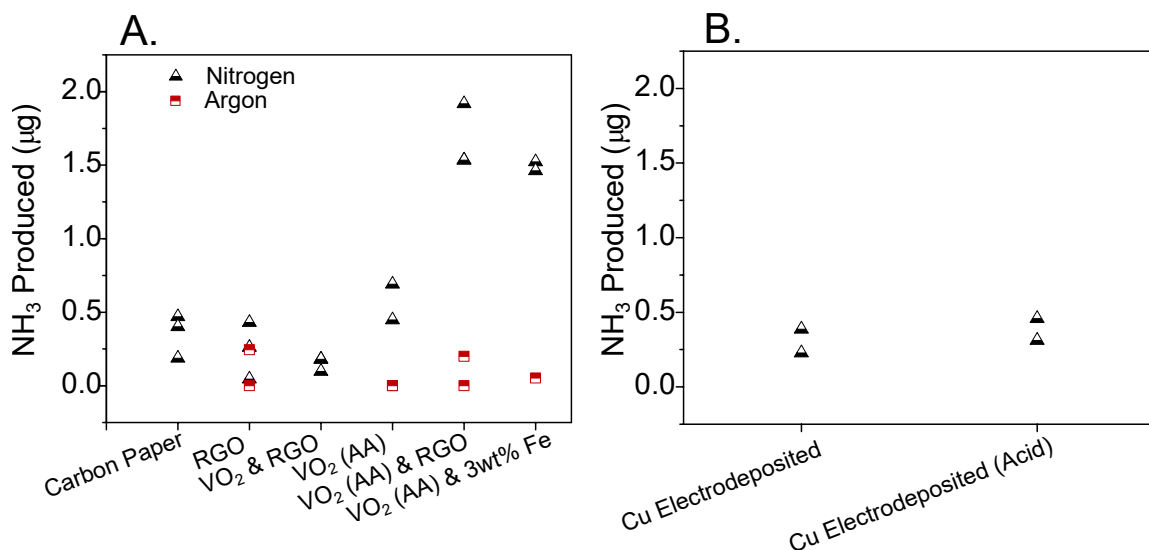 A.
NH₃ Produced (μg)
2.0
1.5
1.0
0.5
0.0
Nitrogen
Argon
Carbon Paper
RGO
VO₂ & RGO
VO₂ (AA)
VO₂ (AA) & RGO
VO₂ (AA) & 3wt% Fe
B.
NH₃ Produced (μg)
2.0
1.5
1.0
0.5
0.0
Cu Electrodeposited
Cu Electrodeposited (Acid)